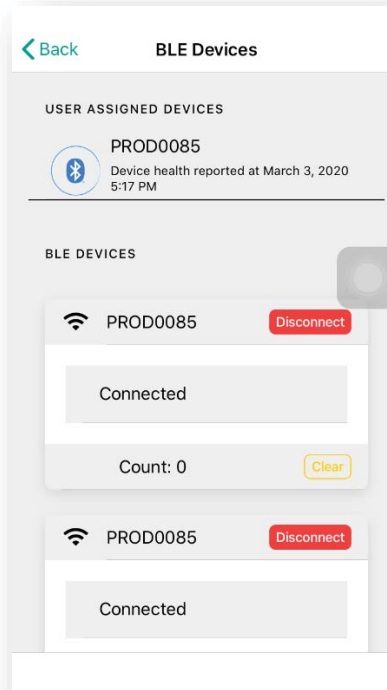 Back
BLE Devices
USER ASSIGNED DEVICES
PROD0085
Device health reported at March 3, 2020
5:17 PM
BLE DEVICES
PROD0085
Disconnect
Connected
Count: 0
Clear
PROD0085
Disconnect
Connected